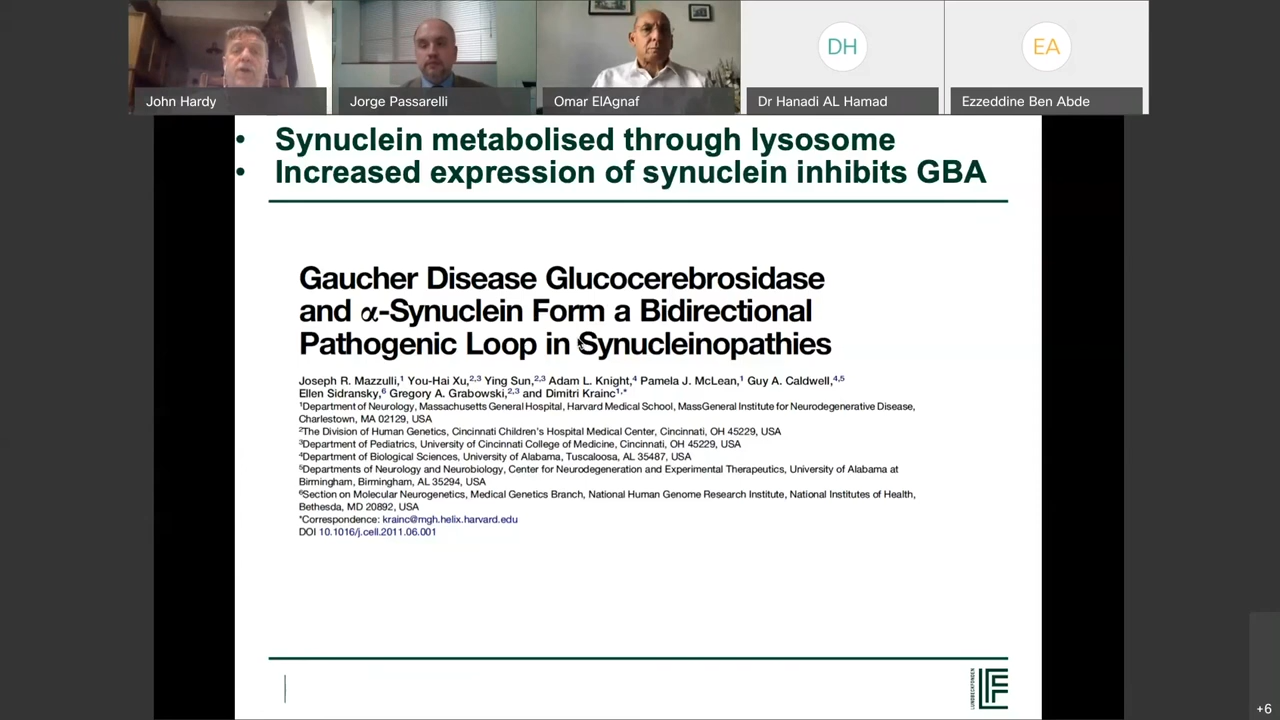 DH
EA
John Hardy
Jorge Passarelli
Omar ElAgnaf
Dr Hanadi AL Hamad
Ezzeddine Ben Abde
• Synuclein metabolised through lysosome
• Increased expression of synuclein inhibits GBA
Gaucher Disease Glucocerebrosidase
and α-Synuclein Form a Bidirectional
Pathogenic Loop in Synucleinopathies
Joseph R. Mazzulli,1 You-Hai Xu,2,3 Ying Sun,2,3 Adam L. Knight,4 Pamela J. McLean,1 Guy A. Caldwell,4,5
Ellen Sidransky,6 Gregory A. Grabowski,2,3 and Dimitri Krainc1,*
1Department of Neurology, Massachusetts General Hospital, Harvard Medical School, MassGeneral Institute for Neurodegenerative Disease,
Charlestown, MA 02129, USA
2The Division of Human Genetics, Cincinnati Children's Hospital Medical Center, Cincinnati, OH 45229, USA
3Department of Pediatrics, University of Cincinnati College of Medicine, Cincinnati, OH 45229, USA
4Department of Biological Sciences, University of Alabama, Tuscaloosa, AL 35487, USA
5Departments of Neurology and Neurobiology, Center for Neurodegeneration and Experimental Therapeutics, University of Alabama at
Birmingham, Birmingham, AL 35294, USA
6Section on Molecular Neurogenetics, Medical Genetics Branch, National Human Genome Research Institute, National Institutes of Health,
Bethesda, MD 20892, USA
*Correspondence: krainc@mgh.helix.harvard.edu
DOI 10.1016/j.cell.2011.06.001
LUNDBECKFONDEN
+6